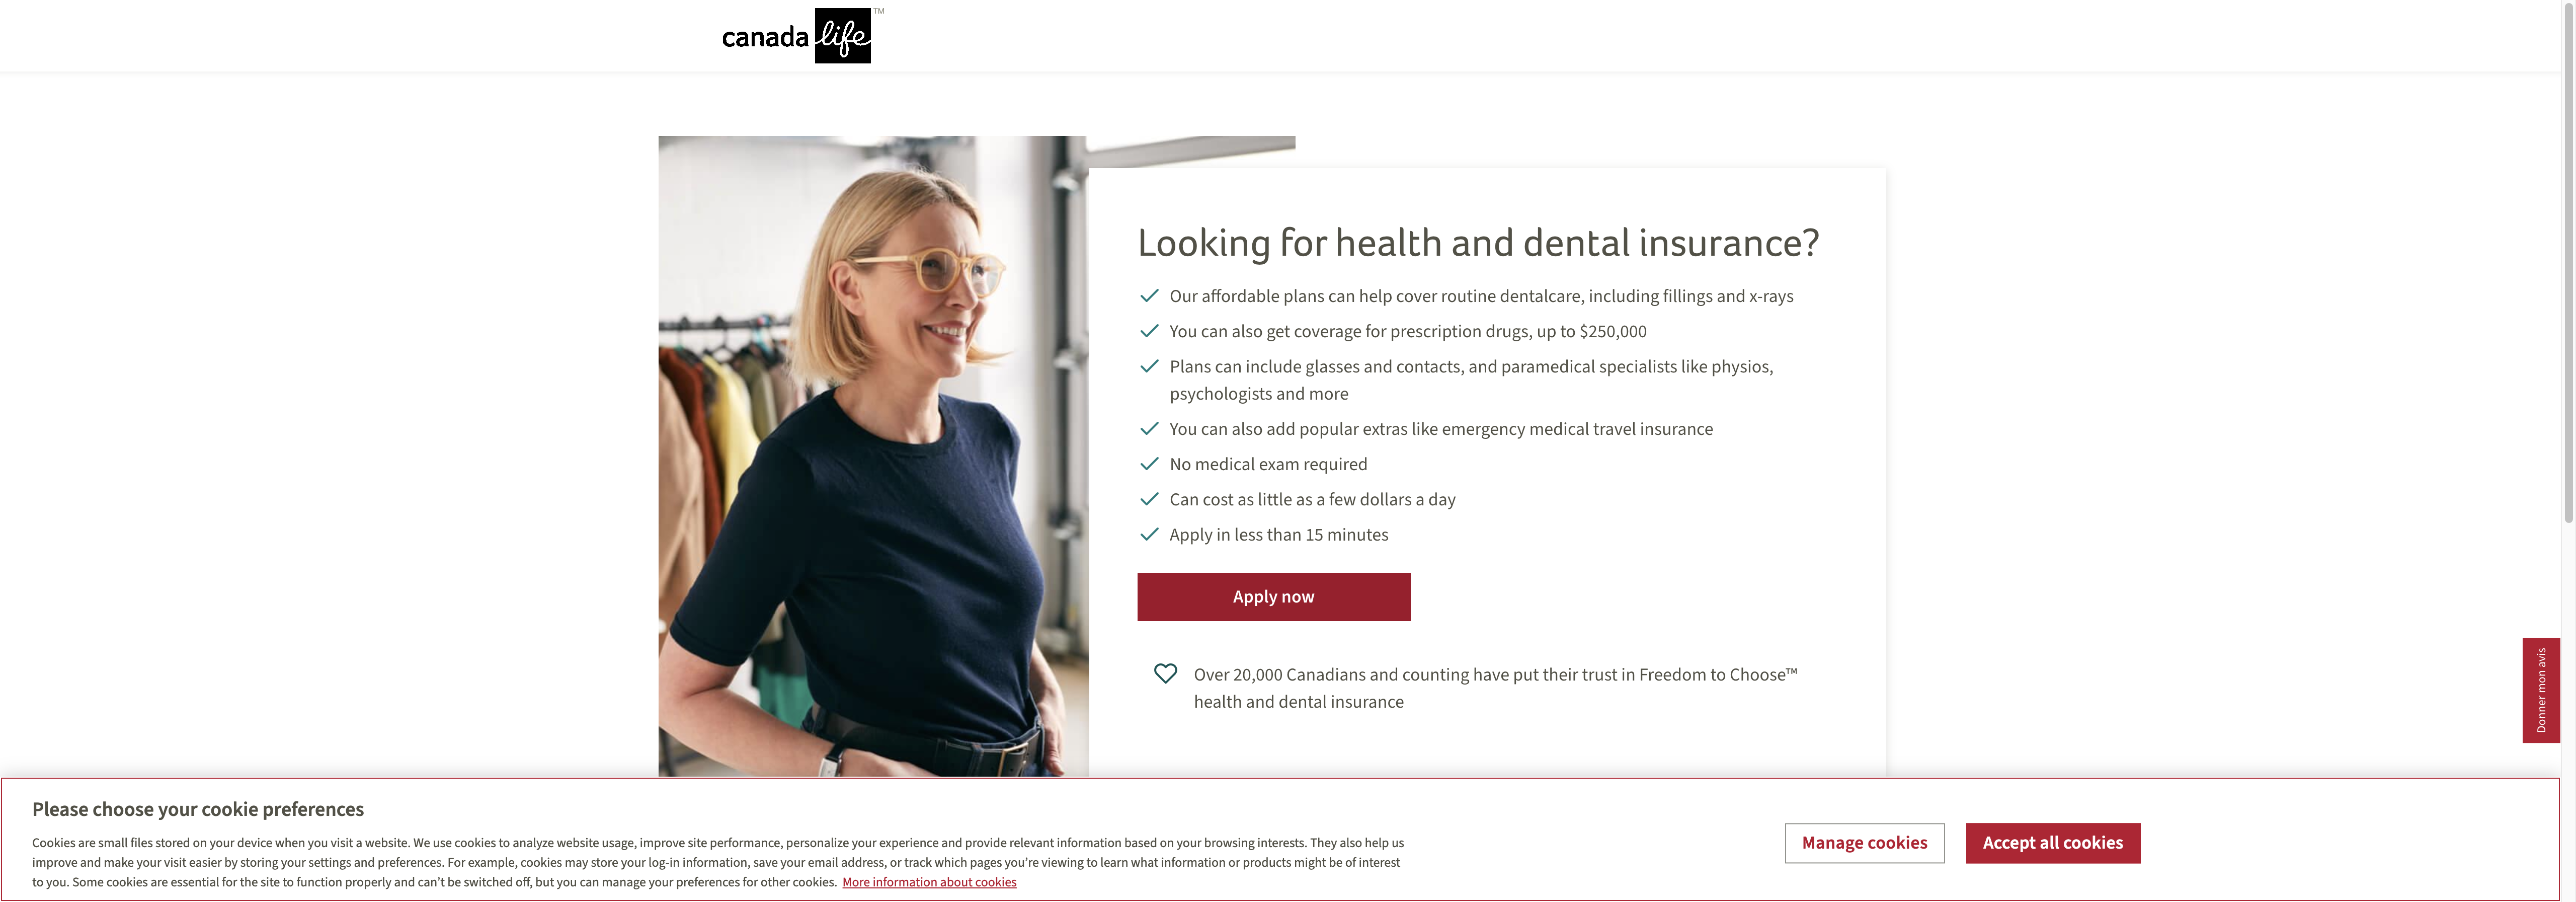 canada life TM
Looking for health and dental insurance?
Our affordable plans can help cover routine dentalcare, including fillings and x-rays
You can also get coverage for prescription drugs, up to $250,000
Plans can include glasses and contacts, and paramedical specialists like physios,
psychologists and more
You can also add popular extras like emergency medical travel insurance
No medical exam required
Can cost as little as a few dollars a day
Apply in less than 15 minutes
Apply now
Over 20,000 Canadians and counting have put their trust in Freedom to Choose™
health and dental insurance
Donner mon avis
Please choose your cookie preferences
Cookies are small files stored on your device when you visit a website. We use cookies to analyze website usage, improve site performance, personalize your experience and provide relevant information based on your browsing interests. They also help us
improve and make your visit easier by storing your settings and preferences. For example, cookies may store your log-in information, save your email address, or track which pages you’re viewing to learn what information or products might be of interest
to you. Some cookies are essential for the site to function properly and can’t be switched off, but you can manage your preferences for other cookies. More information about cookies
Manage cookies
Accept all cookies